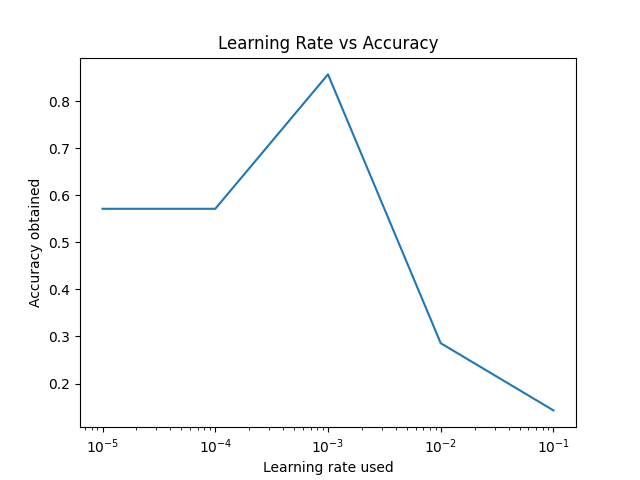 Learning Rate vs Accuracy
Accuracy obtained
0.8
0.7
0.6
0.5
0.4
0.3
0.2
10⁻⁵ 10⁻⁴ 10⁻³ 10⁻² 10⁻¹
Learning rate used